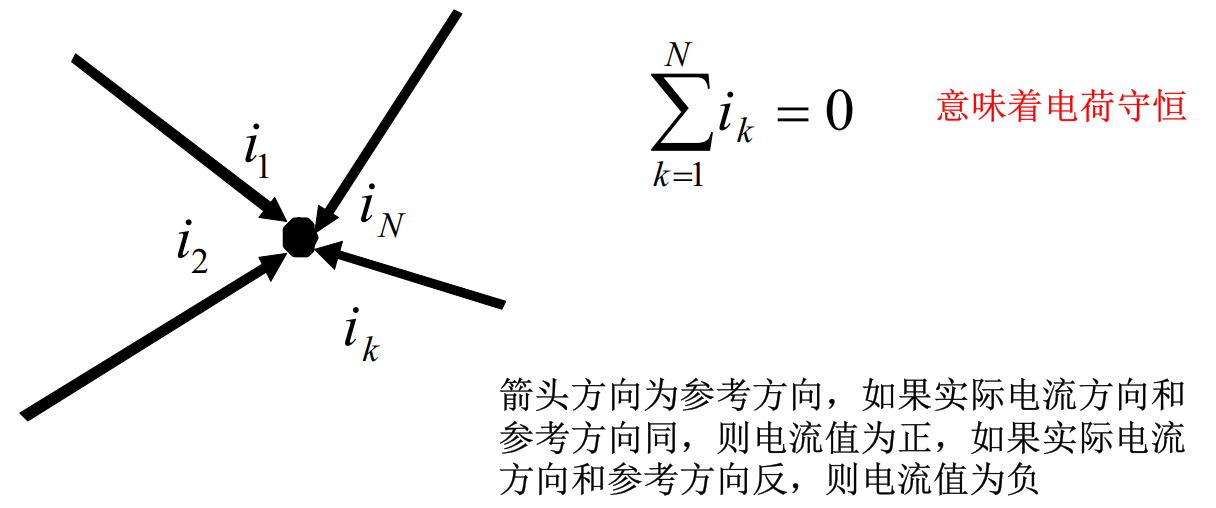 i_1
i_2
i_N
i_k
\sum_{k=1}^{N} i_k = 0
意味着电荷守恒
箭头方向为参考方向，如果实际电流方向和
参考方向同，则电流值为正，如果实际电流
方向和参考方向反，则电流值为负